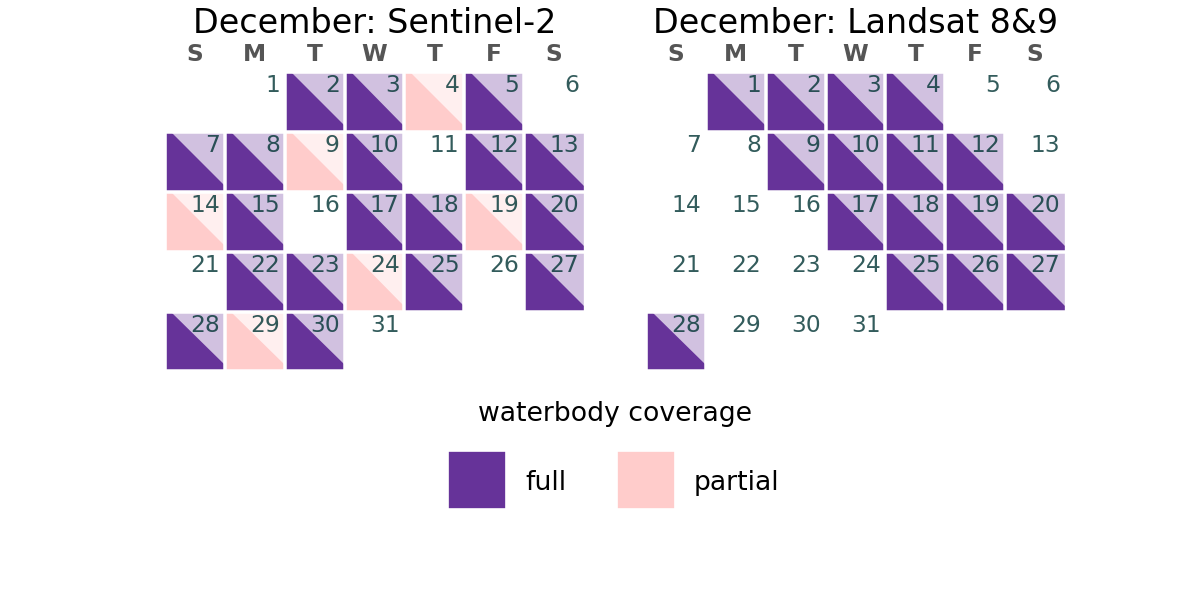 December: Sentinel-2
S M T W T F S
1 2 3 4 5 6
7 8 9 10 11 12 13
14 15 16 17 18 19 20
21 22 23 24 25 26 27
28 29 30 31
December: Landsat 8&9
S M T W T F S
1 2 3 4 5 6
7 8 9 10 11 12 13
14 15 16 17 18 19 20
21 22 23 24 25 26 27
28 29 30 31
waterbody coverage
full partial